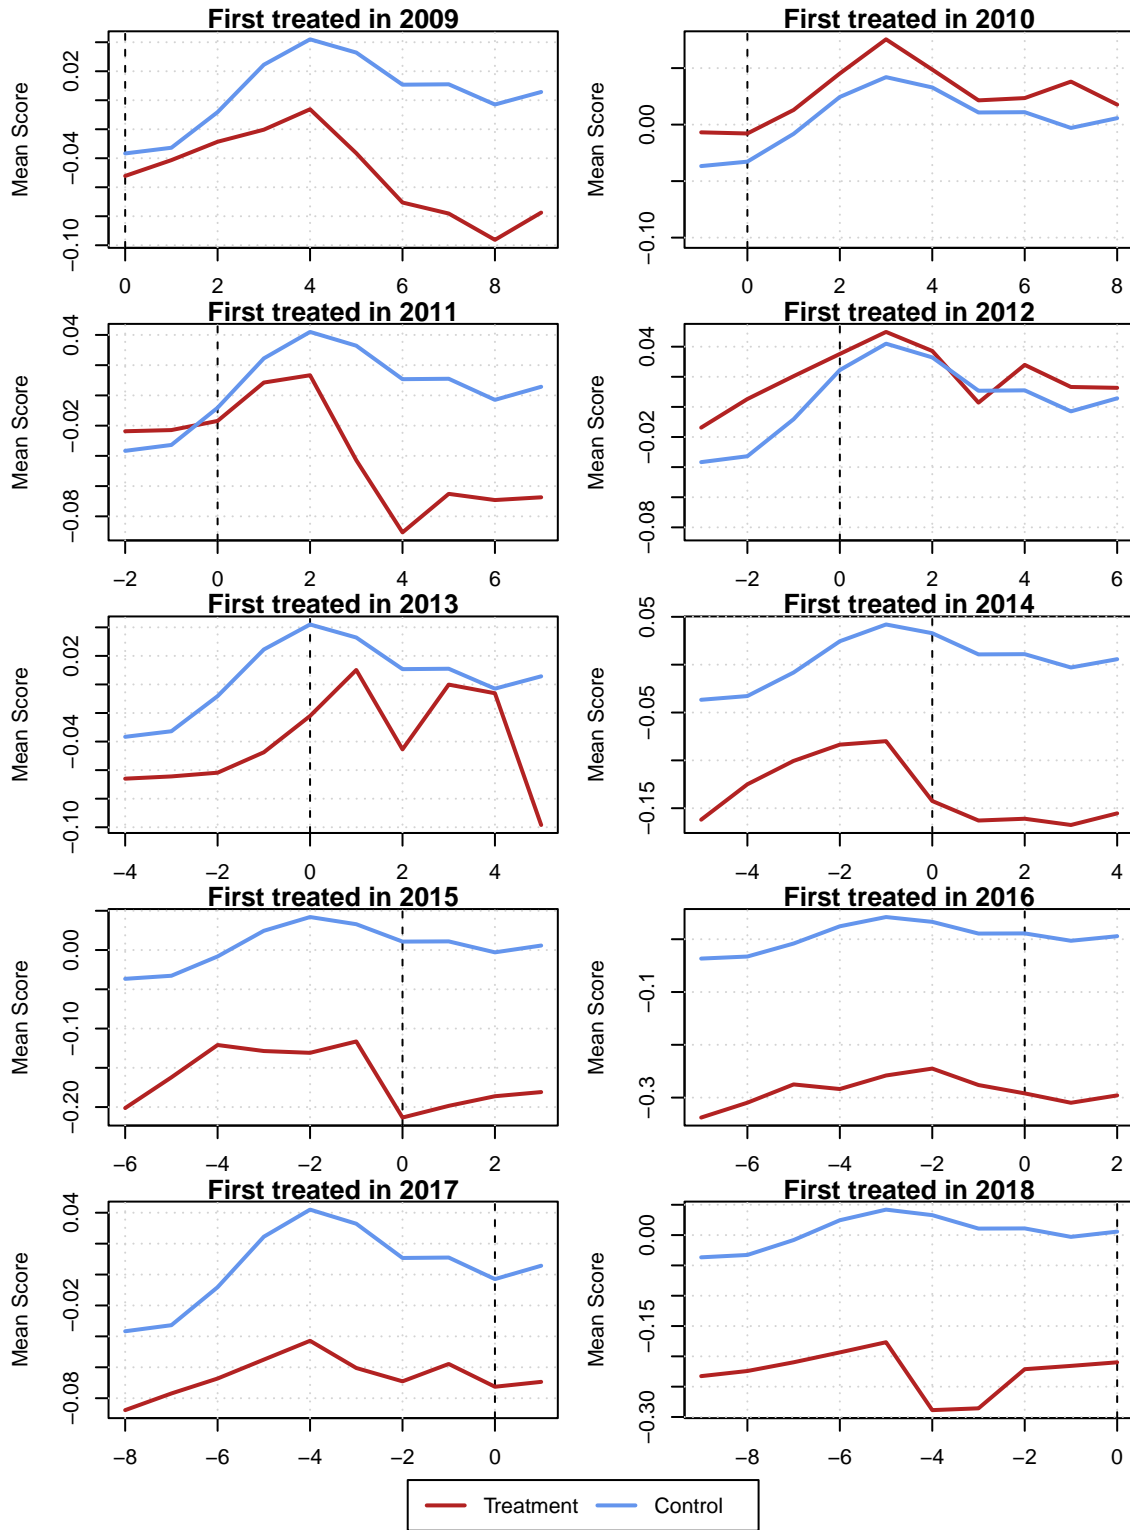 First treated in 2009
First treated in 2010
Mean Score
0.02
−0.04
−0.10
0 2 4 6 8
Mean Score
0.00
−0.10
0 2 4 6 8
First treated in 2011
First treated in 2012
Mean Score
0.04
−0.02
−0.08
−2 0 2 4 6
Mean Score
0.04
−0.02
−0.08
−2 0 2 4 6
First treated in 2013
First treated in 2014
Mean Score
0.02
−0.04
−0.10
−4 −2 0 2 4
Mean Score
0.05
−0.05
−0.15
−4 −2 0 2 4
First treated in 2015
First treated in 2016
Mean Score
0.00
−0.10
−0.20
−6 −4 −2 0 2
Mean Score
−0.1
−0.3
−6 −4 −2 0 2
First treated in 2017
First treated in 2018
Mean Score
0.04
−0.02
−0.08
−8 −6 −4 −2 0
Mean Score
0.00
−0.15
−0.30
−8 −6 −4 −2 0
Treatment Control